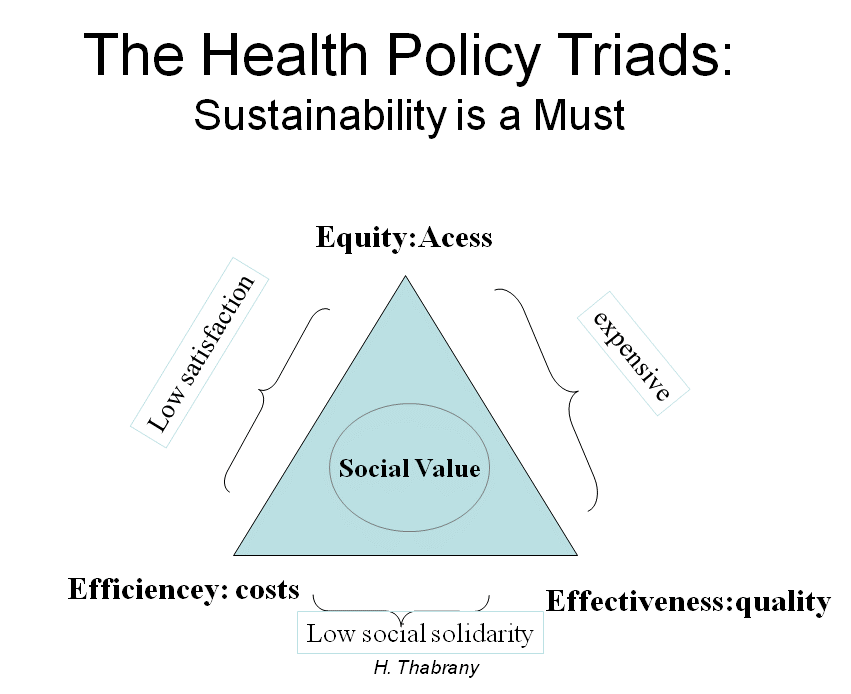 The Health Policy Triads:
Sustainability is a Must
Equity:Acess
Low satisfaction
expensive
Social Value
Efficiencey: costs
Effectiveness:quality
Low social solidarity
H. Thabrany